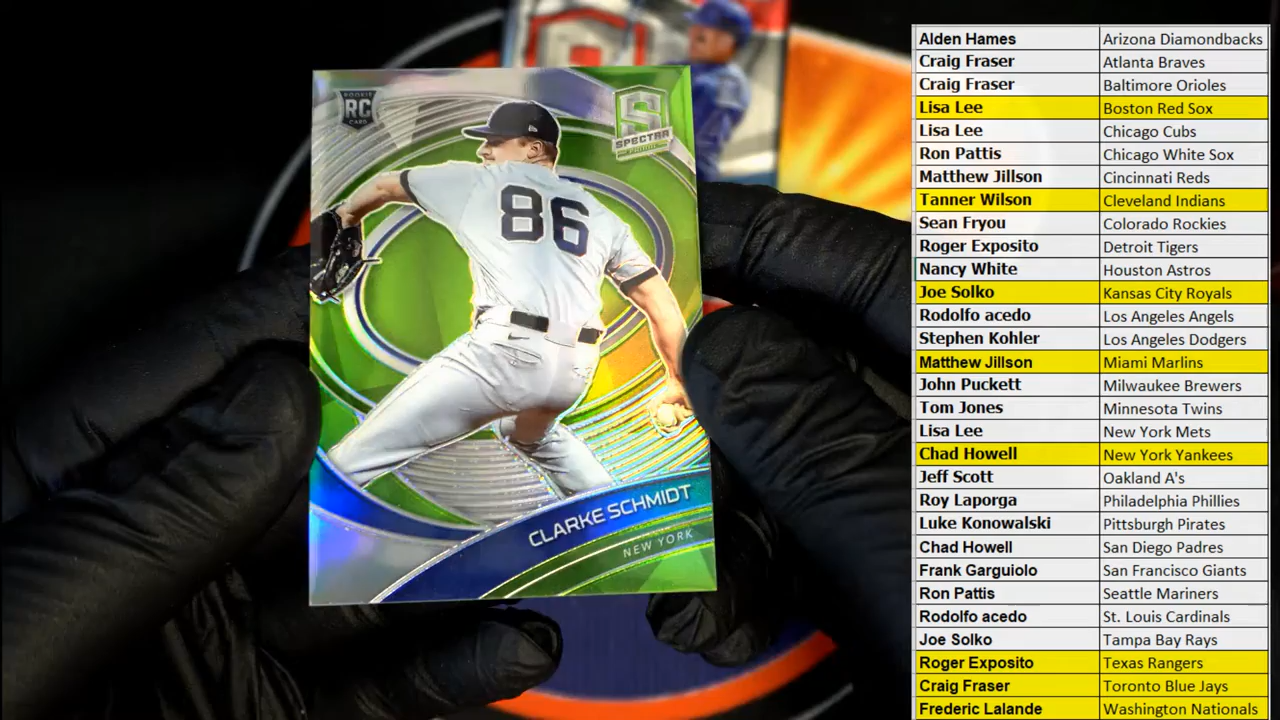 ROOKIE
RC
CARD
S
SPECTRA
86
CLARKE SCHMIDT
NEW YORK
Alden Hames Arizona Diamondbacks
Craig Fraser Atlanta Braves
Craig Fraser Baltimore Orioles
Lisa Lee Boston Red Sox
Lisa Lee Chicago Cubs
Ron Pattis Chicago White Sox
Matthew Jillson Cincinnati Reds
Tanner Wilson Cleveland Indians
Sean Fryou Colorado Rockies
Roger Exposito Detroit Tigers
Nancy White Houston Astros
Joe Solko Kansas City Royals
Rodolfo acedo Los Angeles Angels
Stephen Kohler Los Angeles Dodgers
Matthew Jillson Miami Marlins
John Puckett Milwaukee Brewers
Tom Jones Minnesota Twins
Lisa Lee New York Mets
Chad Howell New York Yankees
Jeff Scott Oakland A's
Roy Laporga Philadelphia Phillies
Luke Konowalski Pittsburgh Pirates
Chad Howell San Diego Padres
Frank Garguiolo San Francisco Giants
Ron Pattis Seattle Mariners
Rodolfo acedo St. Louis Cardinals
Joe Solko Tampa Bay Rays
Roger Exposito Texas Rangers
Craig Fraser Toronto Blue Jays
Frederic Lalande Washington Nationals